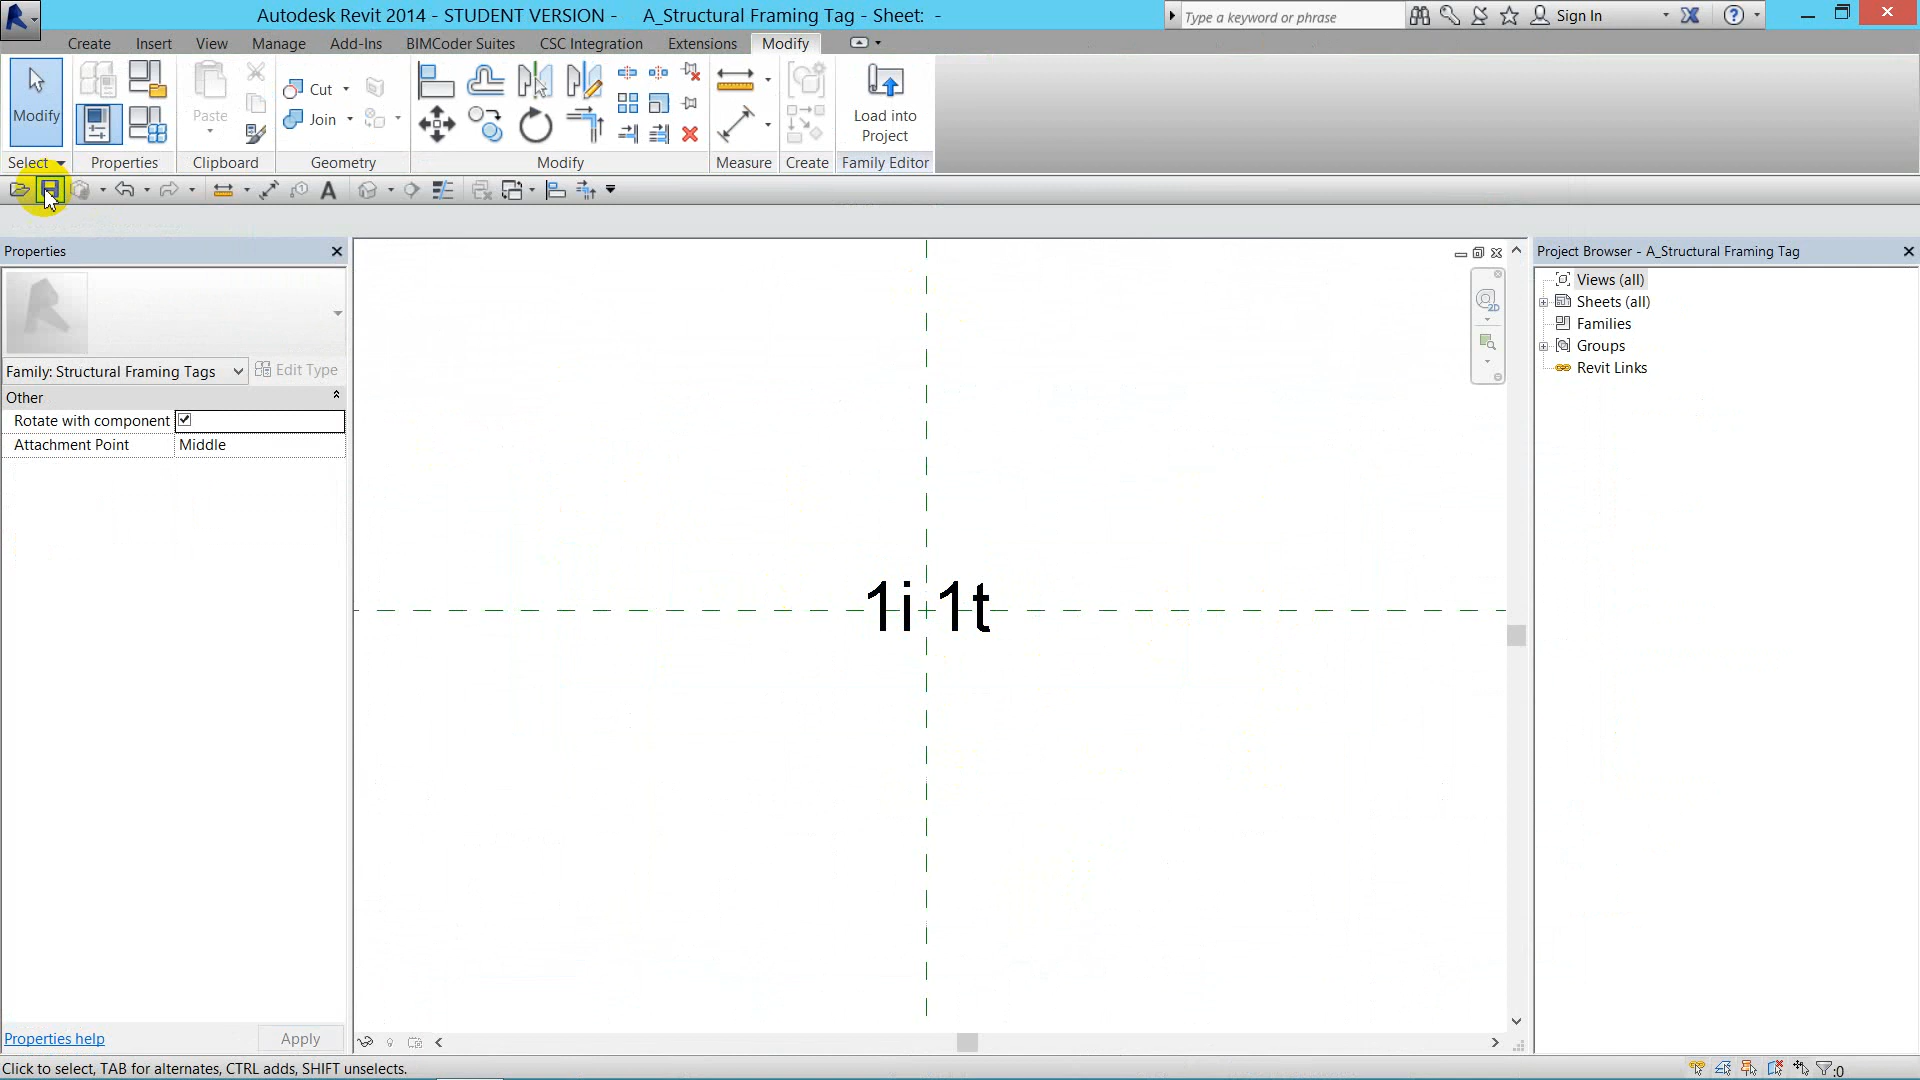 Autodesk Revit 2014 - STUDENT VERSION - A_Structural Framing Tag - Sheet: -
Type a keyword or phrase
Sign In
Create Insert View Manage Add-Ins BIMCoder Suites CSC Integration Extensions Modify
Modify
Paste
Cut
Join
Load into
Project
Select Properties Clipboard Geometry Modify Measure Create Family Editor
Properties
Project Browser - A_Structural Framing Tag
Views (all)
Sheets (all)
Families
Groups
Revit Links
2D
Family: Structural Framing Tags
Edit Type
Other
Rotate with component
Attachment Point Middle
1i 1t
Properties help
Apply
Click to select, TAB for alternates, CTRL adds, SHIFT unselects.
:0